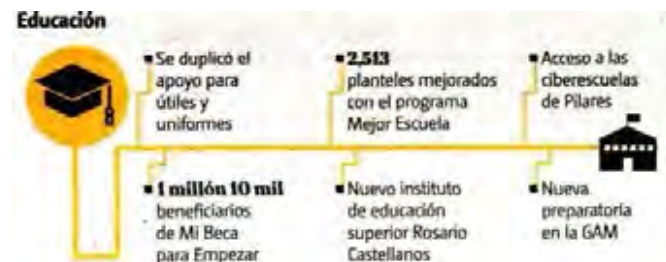 Educación
Se duplicó el
apoyo para
útiles y
uniformes
2,513
planteles mejorados
con el programa
Mejor Escuela
Acceso a las
ciberescuelas
de Pilares
1 millón 10 mil
beneficiarios
de Mi Beca
para Empezar
Nuevo instituto
de educación
superior Rosario
Castellanos
Nueva
preparatoria
en la GAM